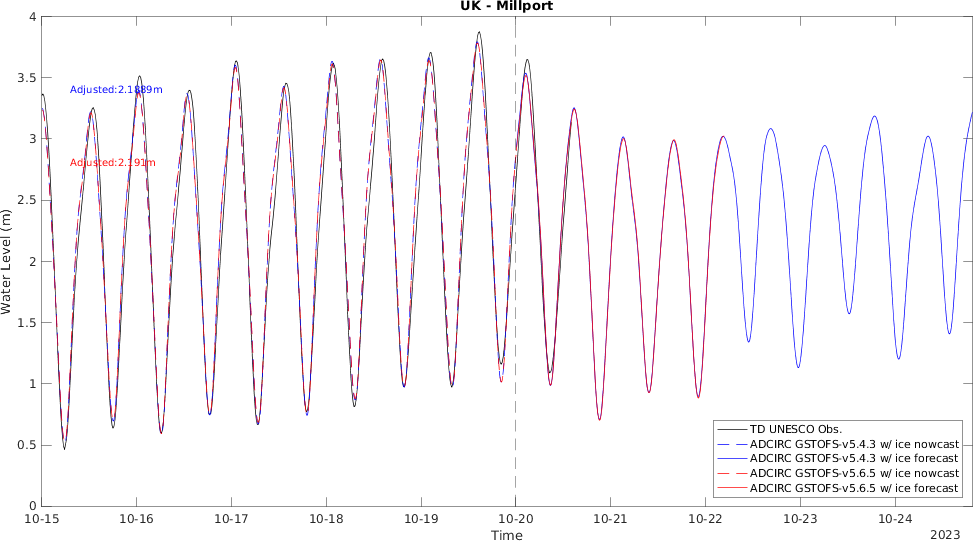 UK - Millport
4
3.5
3
2.5
2
1.5
1
0.5
0
Water Level (m)
Adjusted:2.1889m
Adjusted:2.191m
TD UNESCO Obs.
ADCIRC GSTOFS-v5.4.3 w/ ice nowcast
ADCIRC GSTOFS-v5.4.3 w/ ice forecast
ADCIRC GSTOFS-v5.6.5 w/ ice nowcast
ADCIRC GSTOFS-v5.6.5 w/ ice forecast
10-15 10-16 10-17 10-18 10-19 10-20 10-21 10-22 10-23 10-24
Time
2023